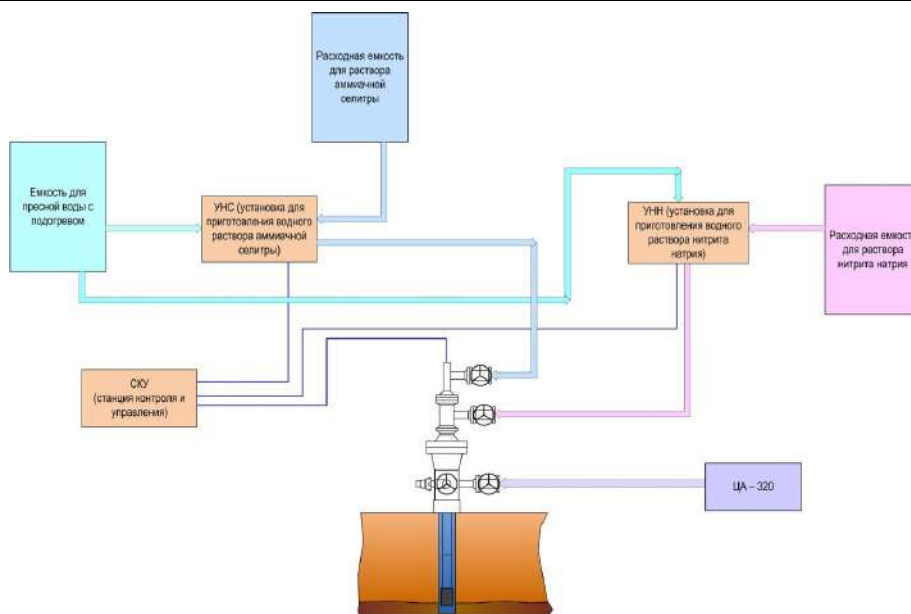 Расходная емкость
для раствора
аммиачной
селитры
Емкость для
пресной воды с
подогревом
УНС (установка для
приготовления водного
раствора аммиачной
селитры)
УНН (установка для
приготовления водного
раствора нитрита
натрия)
Расходная емкость
для раствора
нитрита натрия
СКУ
(станция контроля и
управления)
ЦА – 320